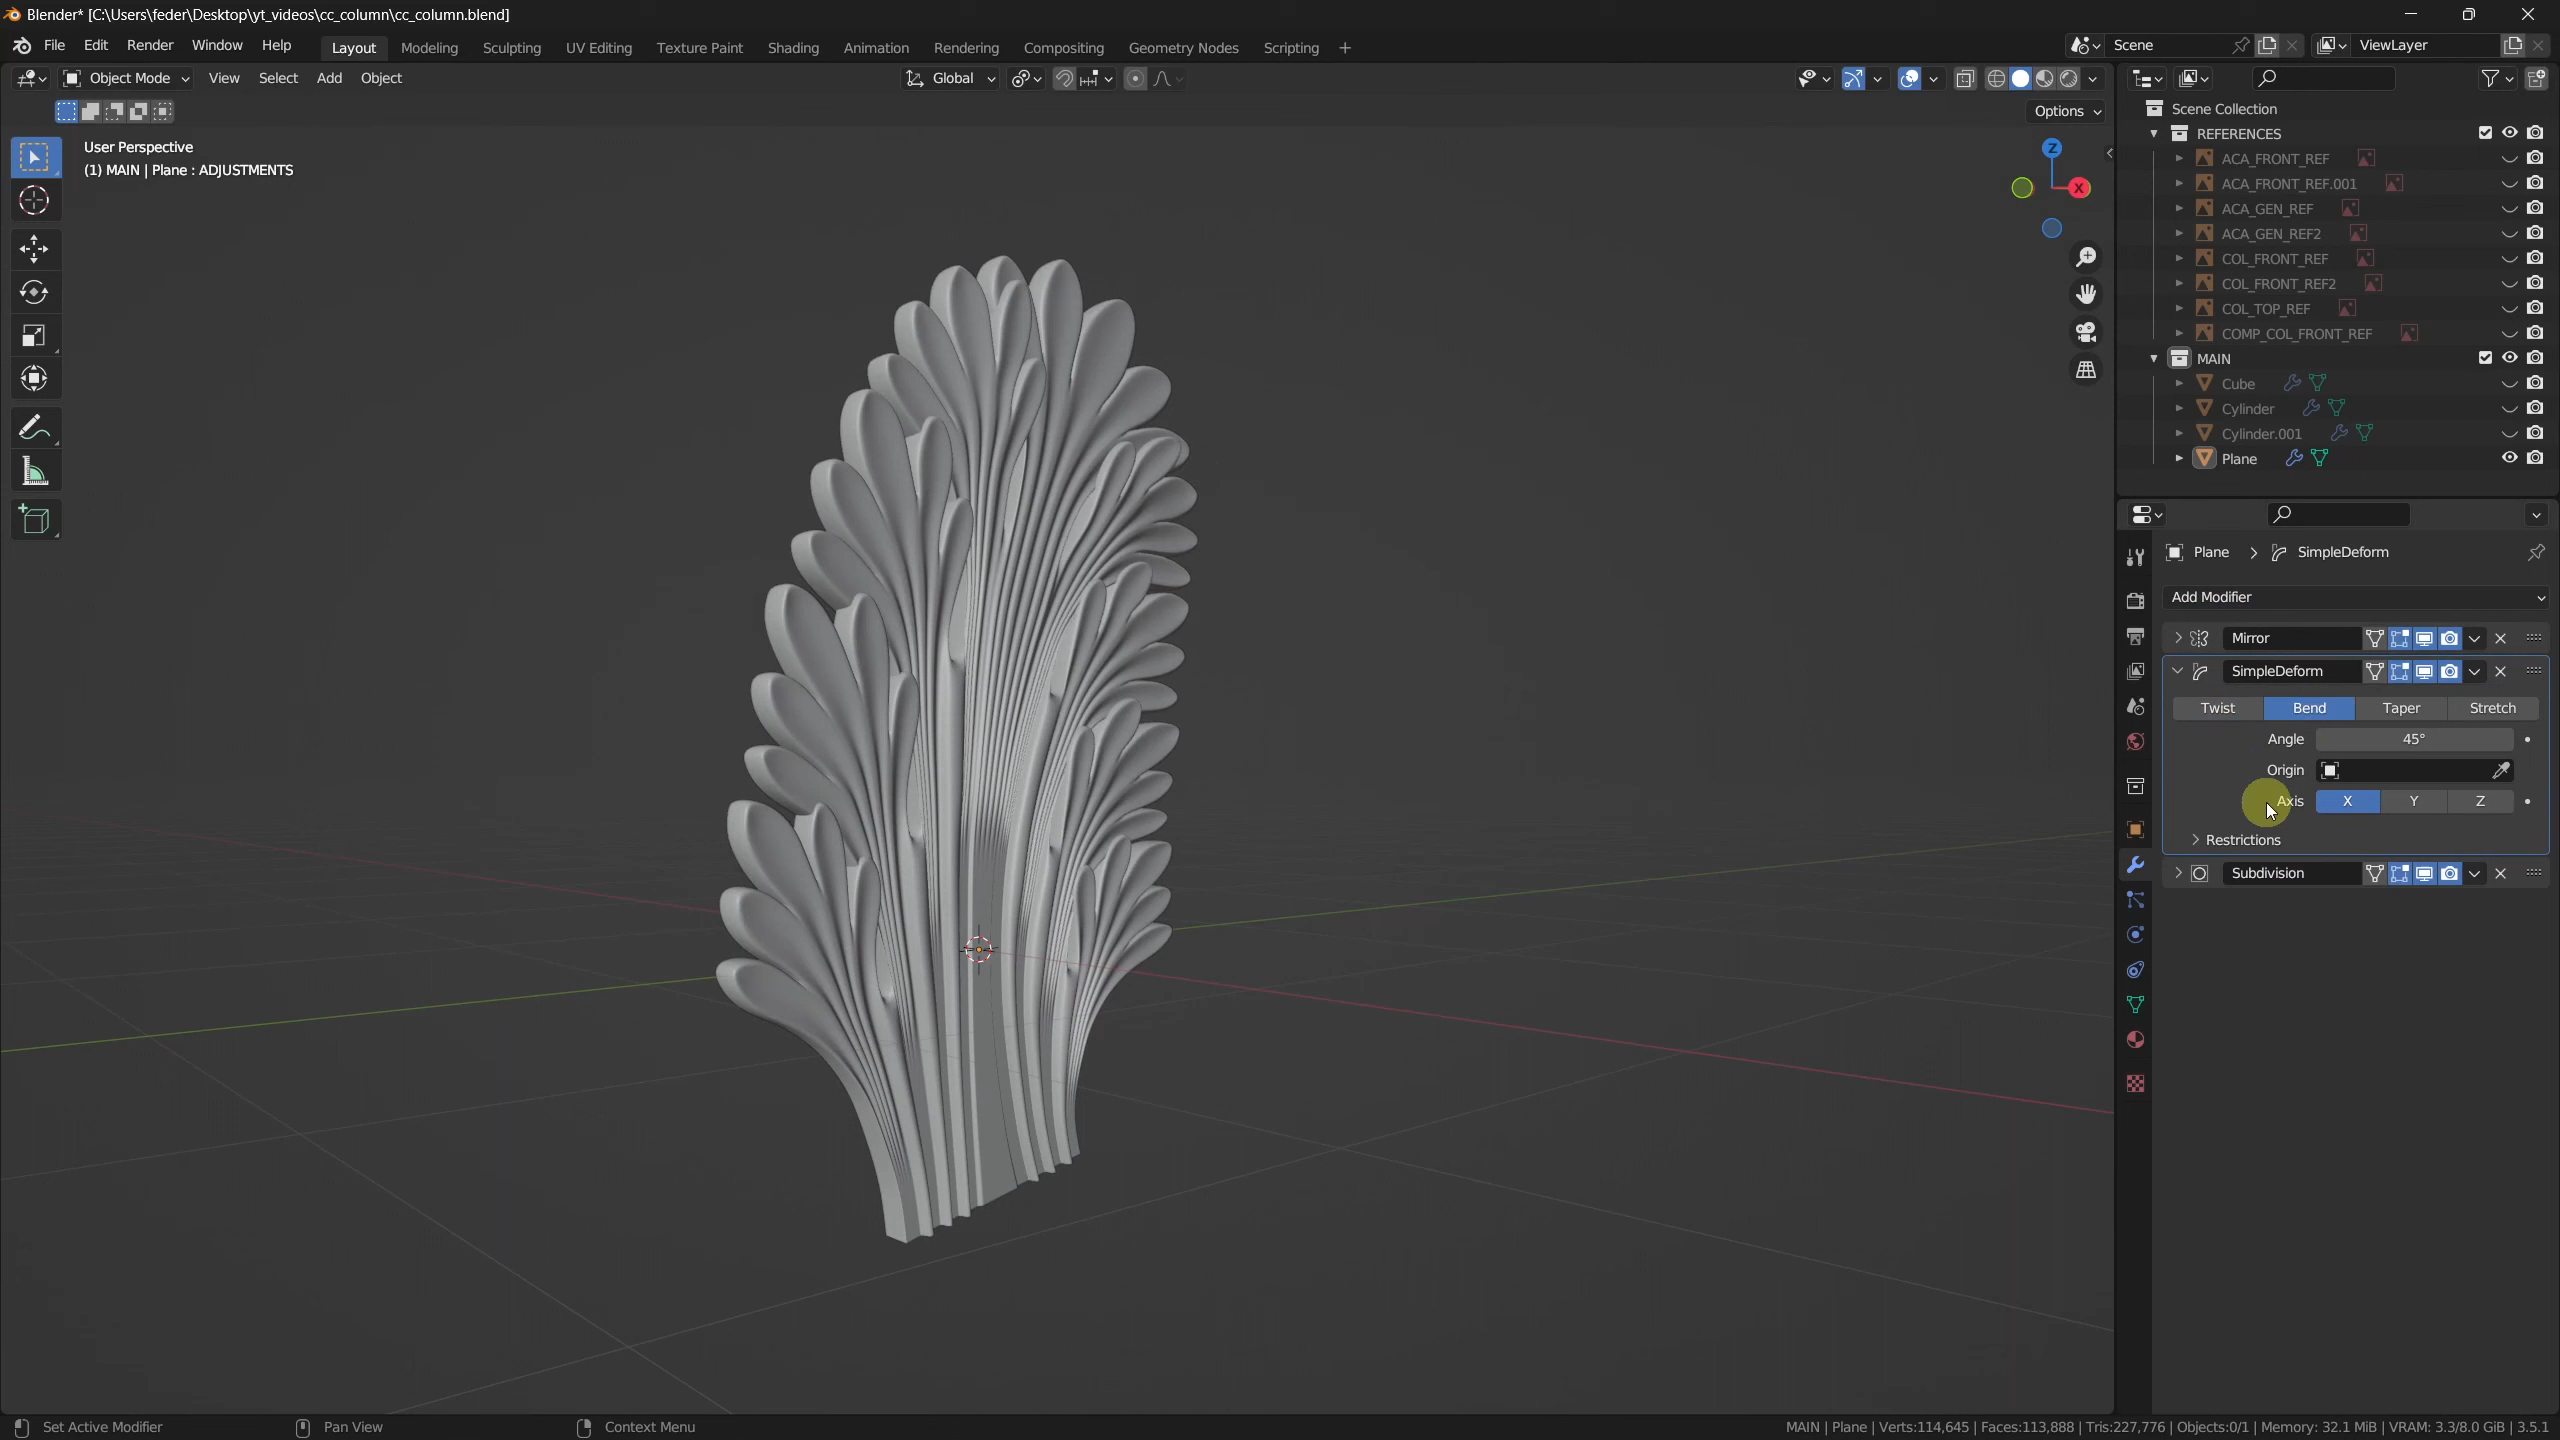 Blender* [C:\Users\feder\Desktop\yt_videos\cc_column\cc_column.blend]
File Edit Render Window Help Layout Modeling Sculpting UV Editing Texture Paint Shading Animation Rendering Compositing Geometry Nodes Scripting + Scene ViewLayer
Object Mode View Select Add Object Global
Options
User Perspective
(1) MAIN | Plane : ADJUSTMENTS
Z
X
Scene Collection
REFERENCES
ACA_FRONT_REF
ACA_FRONT_REF.001
ACA_GEN_REF
ACA_GEN_REF2
COL_FRONT_REF
COL_FRONT_REF2
COL_TOP_REF
COMP_COL_FRONT_REF
MAIN
Cube
Cylinder
Cylinder.001
Plane
Plane > SimpleDeform
Add Modifier
Mirror
SimpleDeform
Twist Bend Taper Stretch
Angle 45°
Origin
Axis X Y Z
Restrictions
Subdivision
Set Active Modifier Pan View Context Menu MAIN | Plane | Verts:114,645 | Faces:113,888 | Tris:227,776 | Objects:0/1 | Memory: 32.1 MiB | VRAM: 3.3/8.0 GiB | 3.5.1